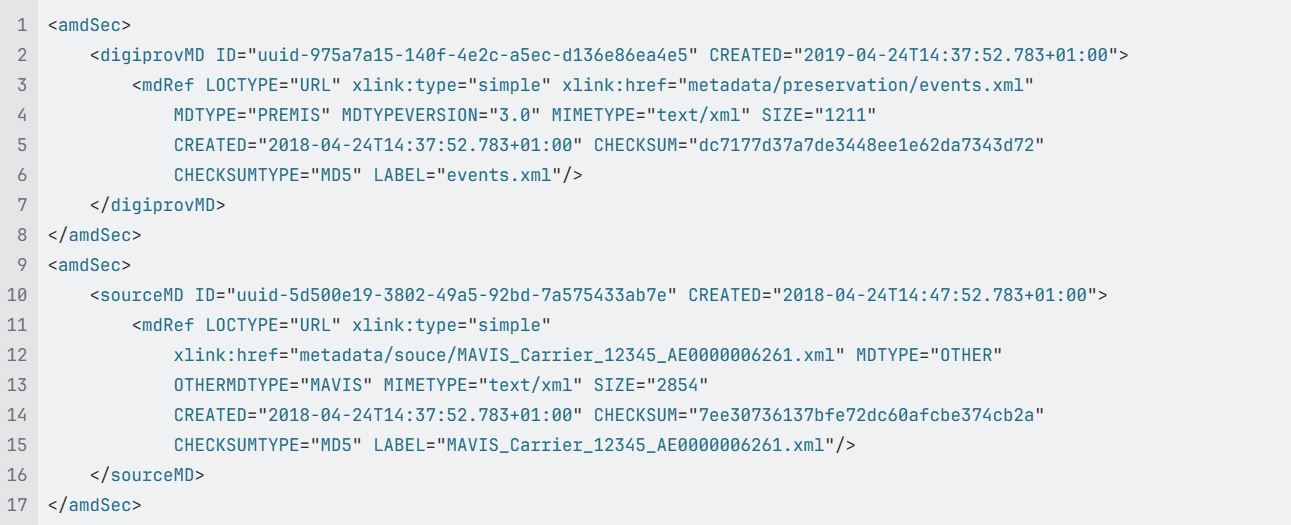 1 <amdSec>
2     <digiprovMD ID="uuid-975a7a15-140f-4e2c-a5ec-d136e86ea4e5" CREATED="2019-04-24T14:37:52.783+01:00">
3         <mdRef LOCTYPE="URL" xlink:type="simple" xlink:href="metadata/preservation/events.xml"
4             MDTYPE="PREMIS" MDTYPEVERSION="3.0" MIMETYPE="text/xml" SIZE="1211"
5             CREATED="2018-04-24T14:37:52.783+01:00" CHECKSUM="dc7177d37a7de3448ee1e62da7343d72"
6             CHECKSUMTYPE="MD5" LABEL="events.xml"/>
7     </digiprovMD>
8 </amdSec>
9 <amdSec>
10     <sourceMD ID="uuid-5d500e19-3802-49a5-92bd-7a575433ab7e" CREATED="2018-04-24T14:47:52.783+01:00">
11         <mdRef LOCTYPE="URL" xlink:type="simple"
12             xlink:href="metadata/souce/MAVIS_Carrier_12345_AE0000006261.xml" MDTYPE="OTHER"
13             OTHERMDTYPE="MAVIS" MIMETYPE="text/xml" SIZE="2854"
14             CREATED="2018-04-24T14:37:52.783+01:00" CHECKSUM="7ee30736137bfe72dc60afcbe374cb2a"
15             CHECKSUMTYPE="MD5" LABEL="MAVIS_Carrier_12345_AE0000006261.xml"/>
16     </sourceMD>
17 </amdSec>